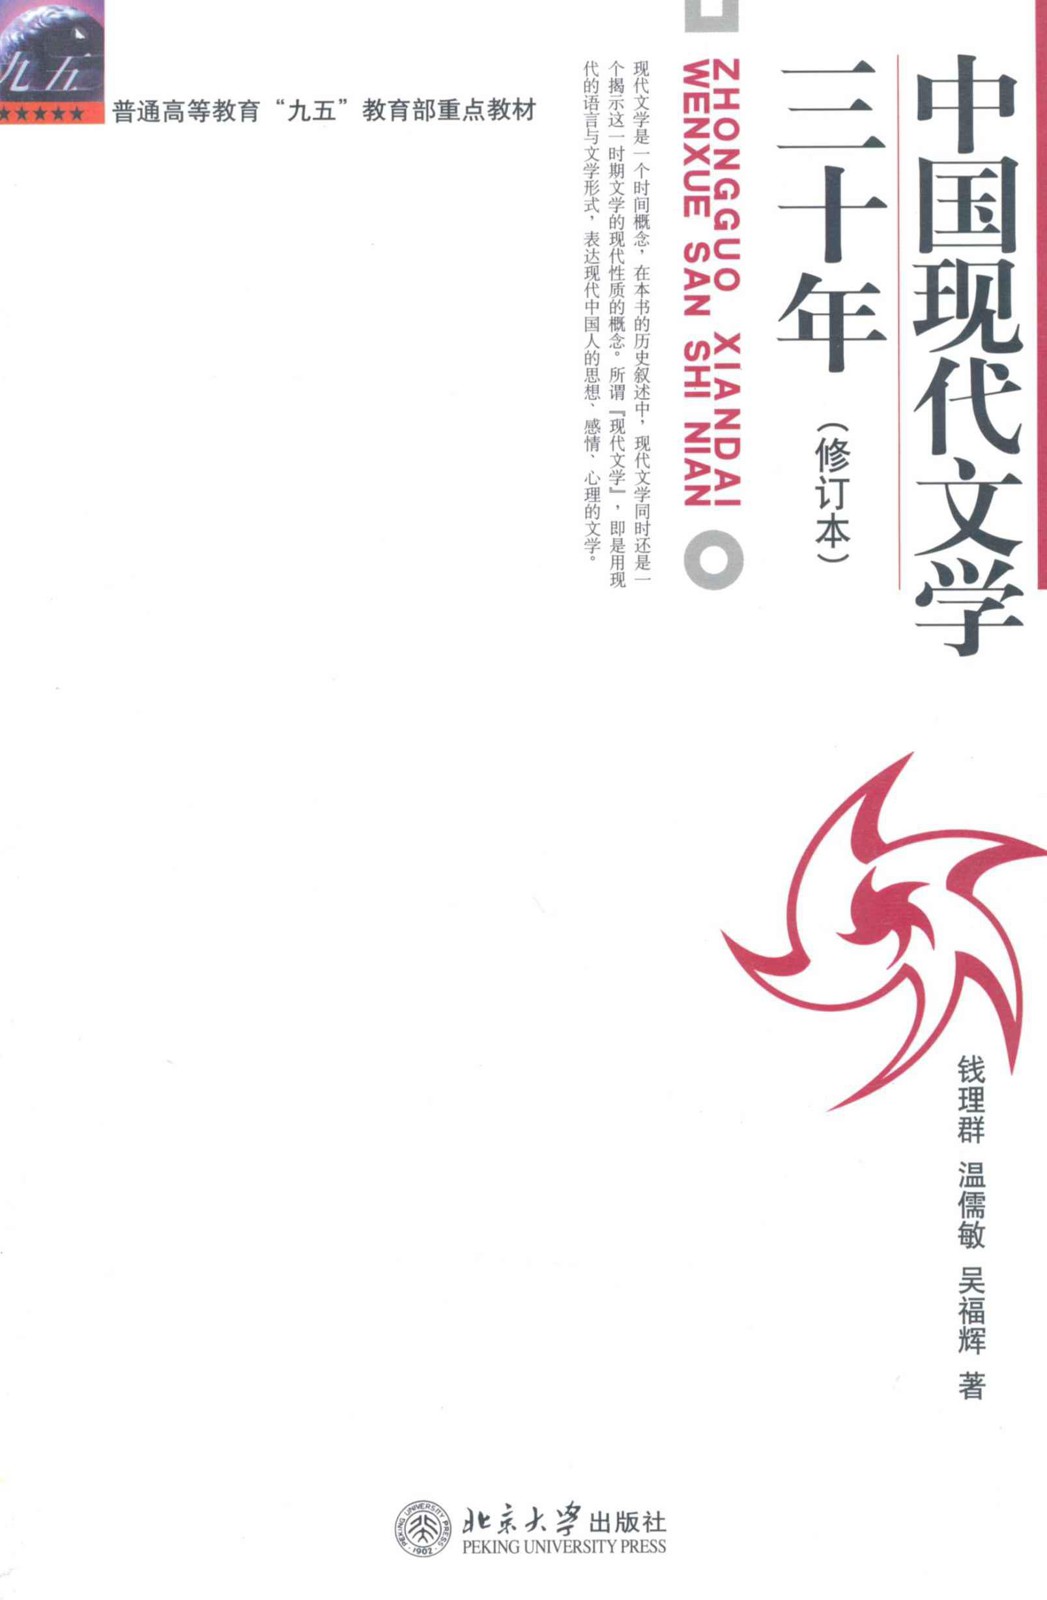 九五
普通高等教育“九五”教育部重点教材
中国现代文学
三十年
（修订本）
ZHONGGUO XIANDAI
WENXUE SAN SHI NIAN
现代文学是一个时间概念，在本书的历史叙述中，现代文学同时还是一
个揭示这一时期文学的现代性质的概念。所谓『现代文学』，即是用现
代的语言与文学形式，表达现代中国人的思想、感情、心理的文学。
钱理群 温儒敏 吴福辉 著
PEKING UNIVERSITY PRESS
1902
北京大学出版社
PEKING UNIVERSITY PRESS